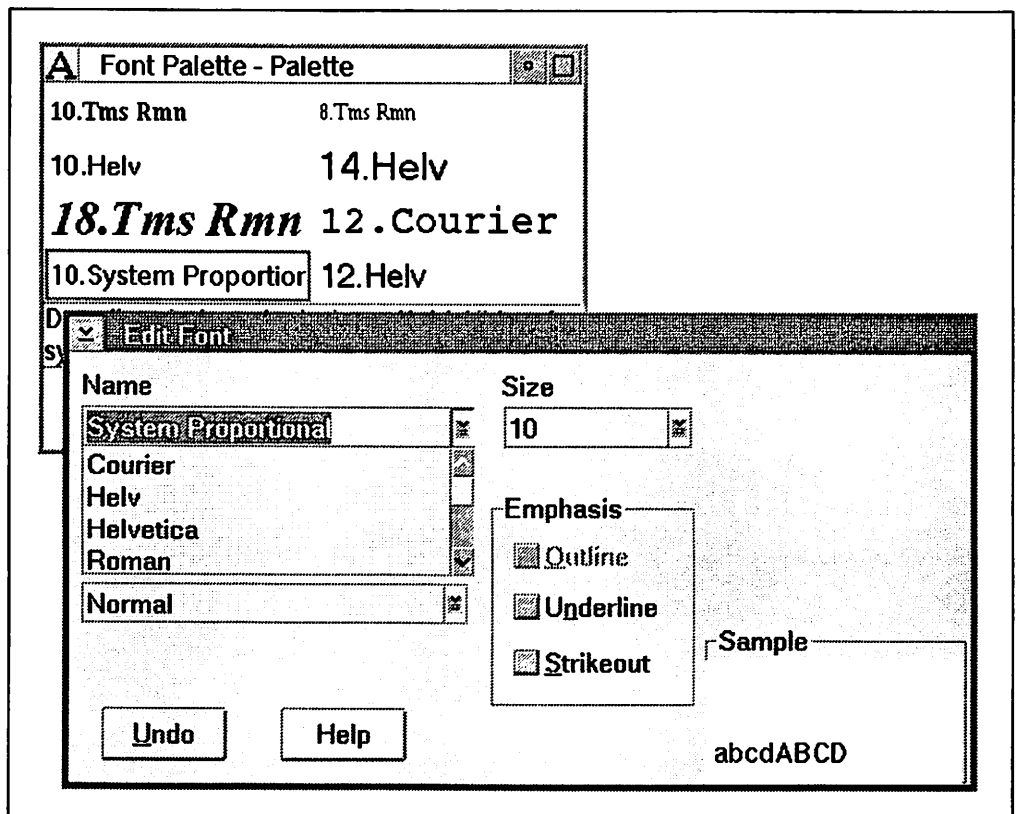 A Font Palette - Palette
10.Tms Rmn 8.Tms Rmn
10.Helv 14.Helv
18.Tms Rmn 12.Courier
10.System Proportior 12.Helv
D
sy
Edit Font
Name Size
System Proportional 10
Courier
Helv
Helvetica
Roman
Normal
Emphasis
Outline
Underline
Strikeout
Sample
abcdABCD
Undo Help